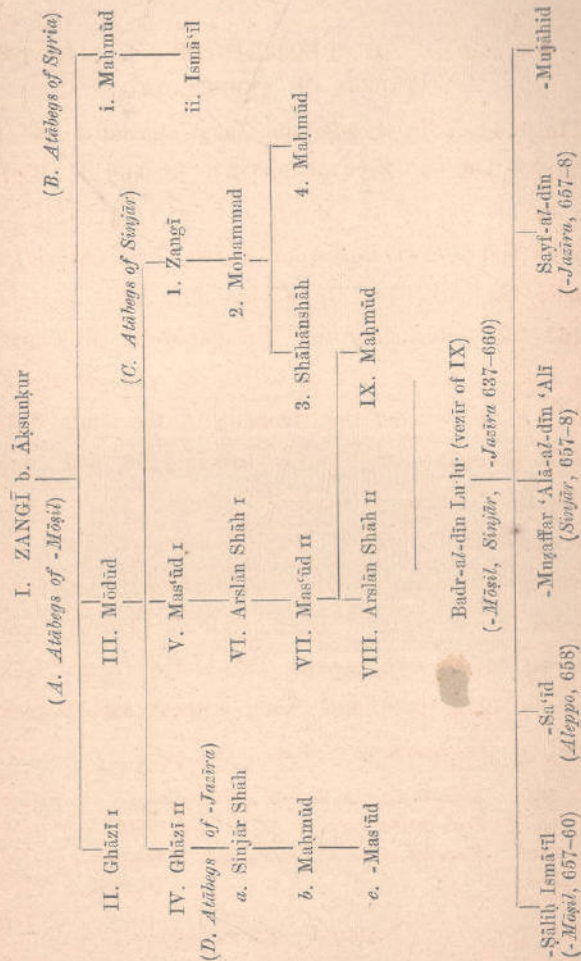 I. ZANGĪ b. Āḳsunḳur
(A. Atābegs of -Mōṣil)
(B. Atābegs of Syria)
II. Ghāzī I
III. Mōdūd
i. Maḥmūd
(C. Atābegs of Sinjār)
ii. Ismā‘īl
IV. Ghāzī II
V. Mas‘ūd I
1. Zangī
(D. Atābegs of -Jazīra)
a. Sinjār Shāh
VI. Arslān Shāh I
2. Moḥammad
b. Maḥmūd
VII. Mas‘ūd II
3. Shāhānshāh
4. Maḥmūd
c. -Mas‘ūd
VIII. Arslān Shāh II
IX. Maḥmūd
Badr-al-dīn Lu·lu· (vezīr of IX)
(-Mōṣil, Sinjār, -Jazīra 637–660)
-Ṣāliḥ Ismā‘īl
(-Mōṣil, 657–60)
-Sa‘īd
(Aleppo, 658)
-Muẓaffar ‘Alā-al-dīn ‘Alī
(Sinjār, 657–8)
Sayf-al-dīn
(-Jazīra, 657–8)
-Mujāhid